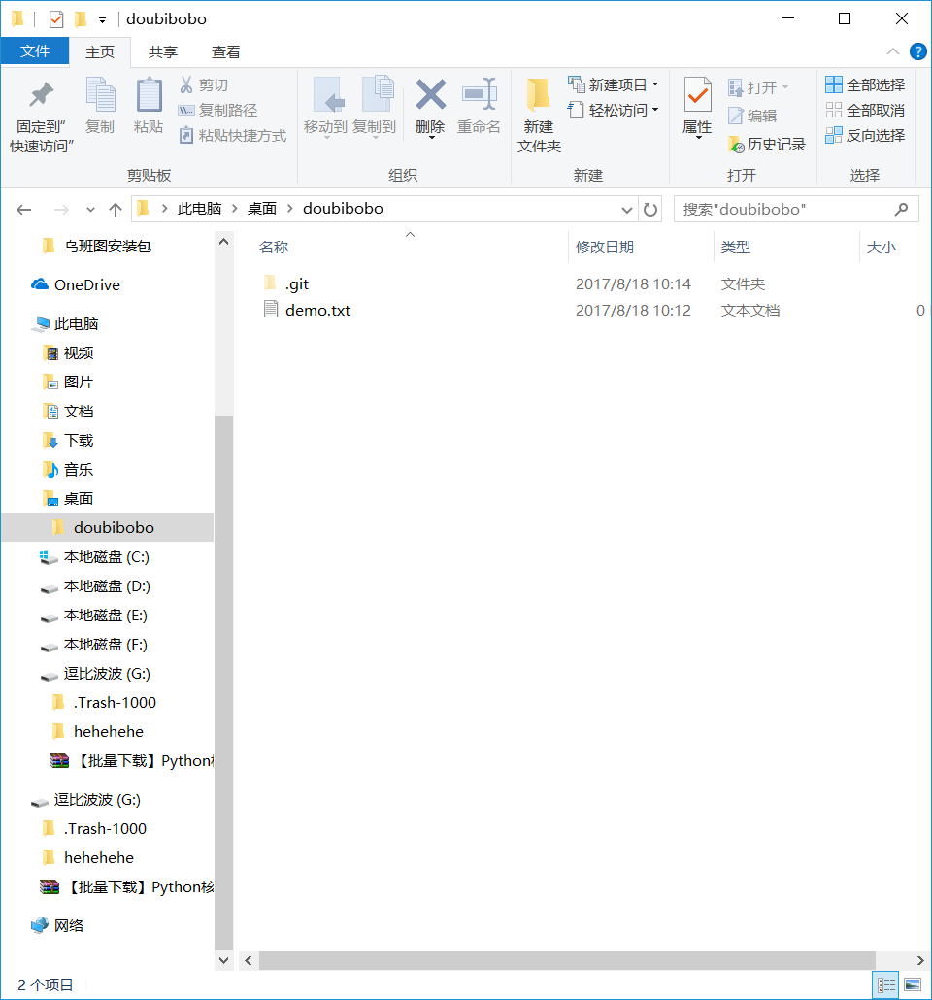 doubibobo
文件 主页 共享 查看
固定到"快速访问" 复制 粘贴 剪切 复制路径 粘贴快捷方式
剪贴板
移动到 复制到 删除 重命名
组织
新建文件夹 新建项目 轻松访问
新建
属性 打开 编辑 历史记录
打开
全部选择 全部取消 反向选择
选择
此电脑 桌面 doubibobo 搜索"doubibobo"
乌班图安装包
OneDrive
此电脑
视频
图片
文档
下载
音乐
桌面
doubibobo
本地磁盘 (C:)
本地磁盘 (D:)
本地磁盘 (E:)
本地磁盘 (F:)
逗比波波 (G:)
.Trash-1000
hehehehe
【批量下载】Python
逗比波波 (G:)
.Trash-1000
hehehehe
【批量下载】Python核
网络
名称 修改日期 类型 大小
.git 2017/8/18 10:14 文件夹
demo.txt 2017/8/18 10:12 文本文档 0
2 个项目